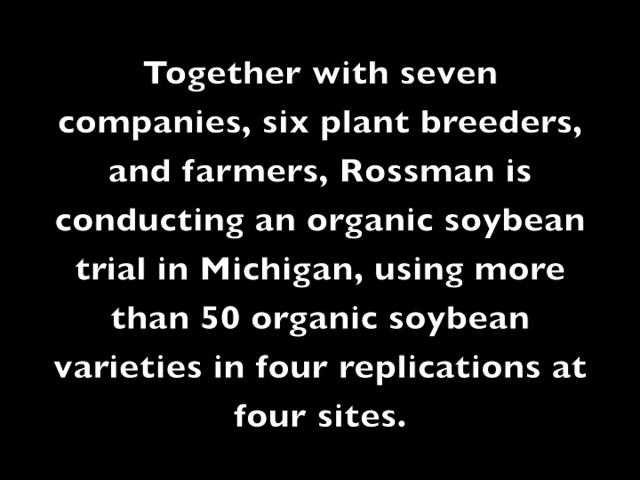 Together with seven
companies, six plant breeders,
and farmers, Rossman is
conducting an organic soybean
trial in Michigan, using more
than 50 organic soybean
varieties in four replications at
four sites.